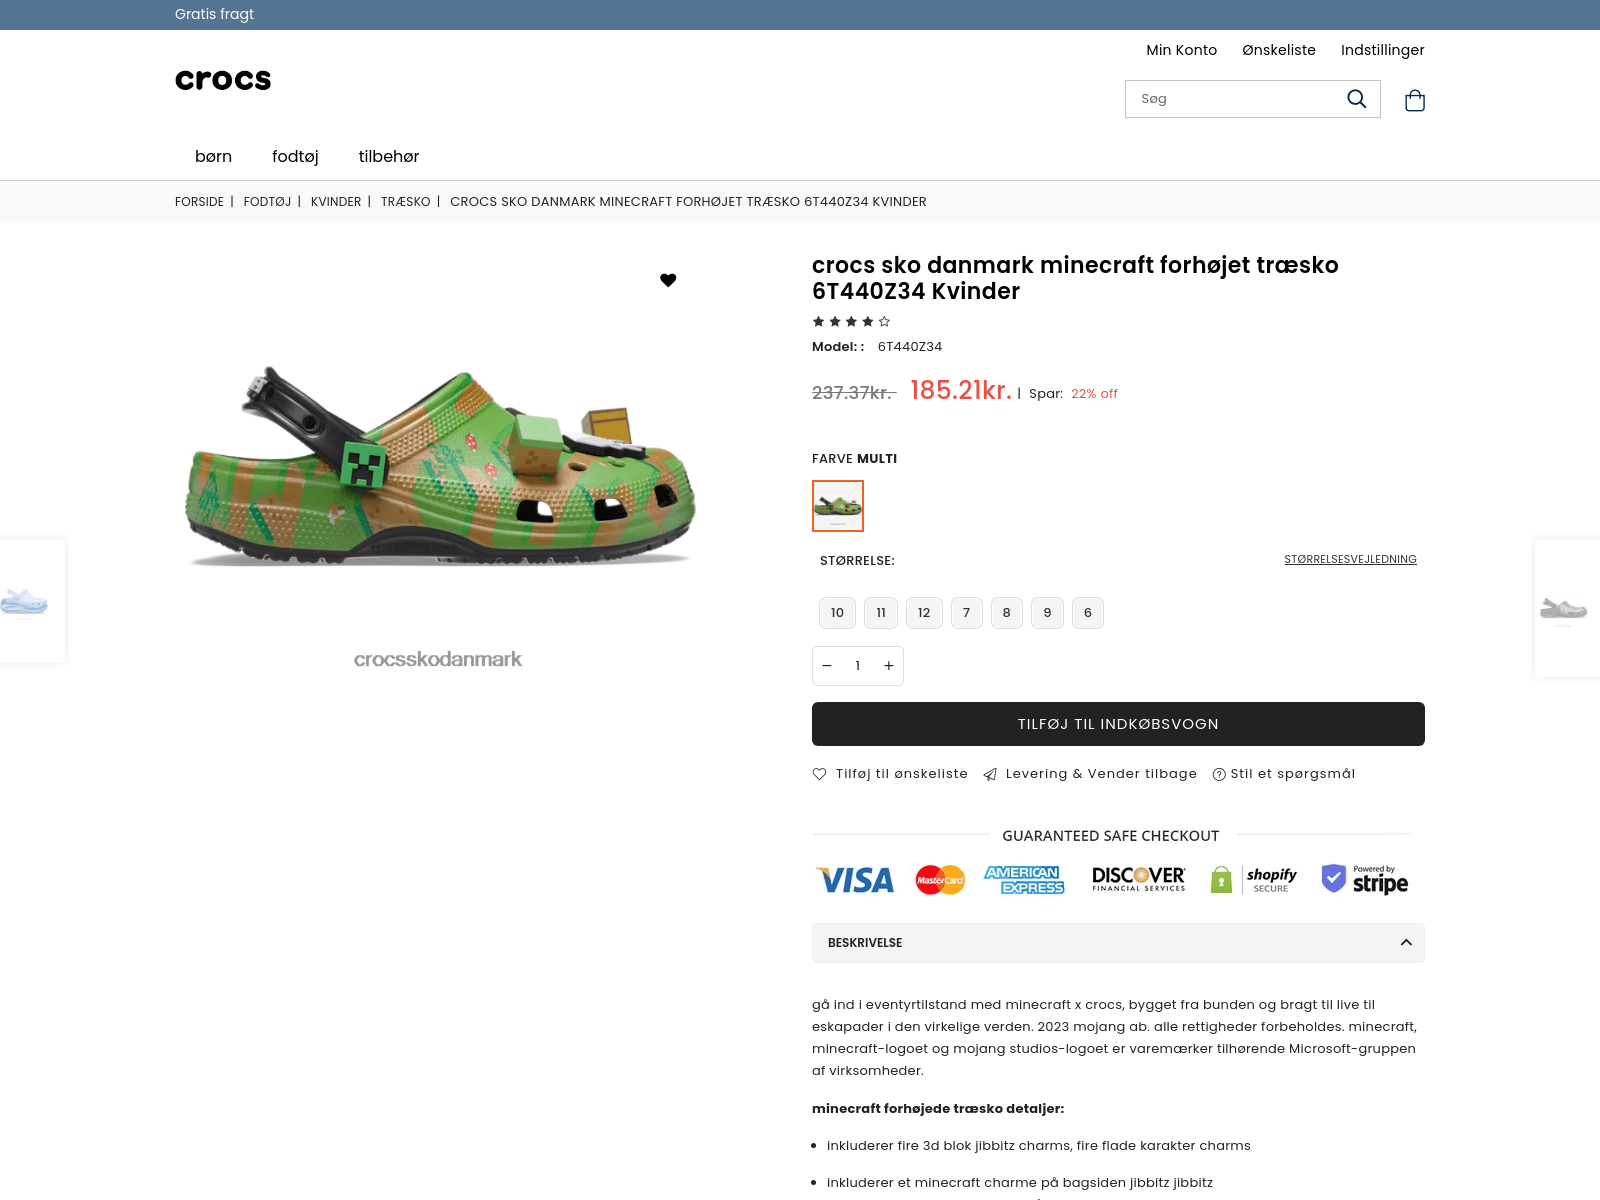 Gratis fragt
Min Konto Ønskeliste Indstillinger
crocs
Søg
børn fodtøj tilbehør
FORSIDE | FODTØJ | KVINDER | TRÆSKO | CROCS SKO DANMARK MINECRAFT FORHØJET TRÆSKO 6T440Z34 KVINDER
crocs sko danmark minecraft forhøjet træsko
6T440Z34 Kvinder
Model: : 6T440Z34
237.37kr. 185.21kr. | Spar: 22% off
FARVE MULTI
STØRRELSE: STØRRELSESVEJLEDNING
10 11 12 7 8 9 6
− 1 +
crocsskodanmark
TILFØJ TIL INDKØBSVOGN
Tilføj til ønskeliste Levering & Vender tilbage Stil et spørgsmål
GUARANTEED SAFE CHECKOUT
VISA MasterCard AMERICAN EXPRESS DISCOVER FINANCIAL SERVICES shopify SECURE Powered by stripe
BESKRIVELSE
gå ind i eventyrtilstand med minecraft x crocs, bygget fra bunden og bragt til live til
eskapader i den virkelige verden. 2023 mojang ab. alle rettigheder forbeholdes. minecraft,
minecraft-logoet og mojang studios-logoet er varemærker tilhørende Microsoft-gruppen
af virksomheder.
minecraft forhøjede træsko detaljer:
inkluderer fire 3d blok jibbitz charms, fire flade karakter charms
inkluderer et minecraft charme på bagsiden jibbitz jibbitz